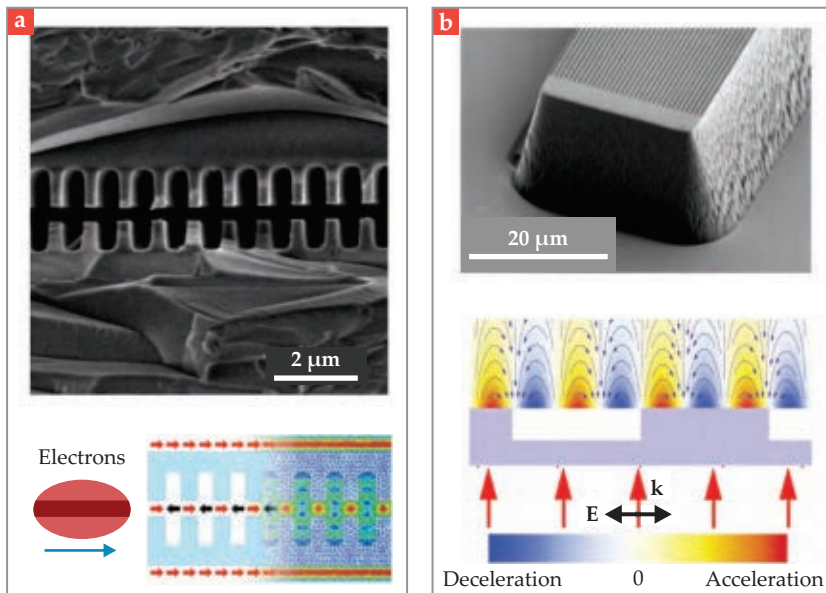 a
2 µm
Electrons
b
20 µm
k
E
Deceleration 0 Acceleration